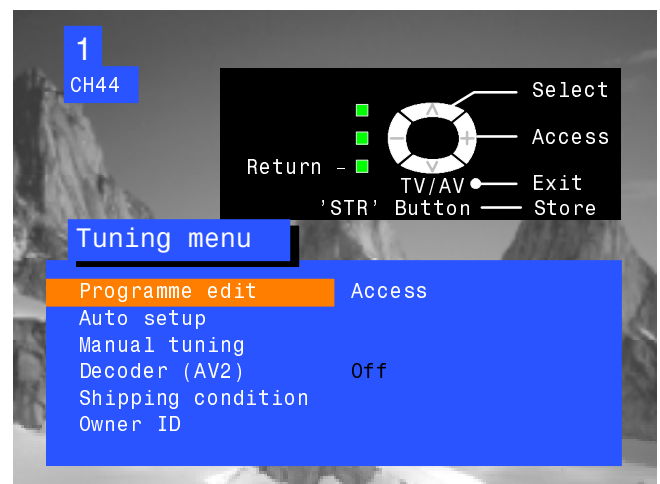 1
CH44
Select
Access
Return –
TV/AV
Exit
'STR' Button
Store
Tuning menu
Programme edit Access
Auto setup
Manual tuning
Decoder (AV2) Off
Shipping condition
Owner ID